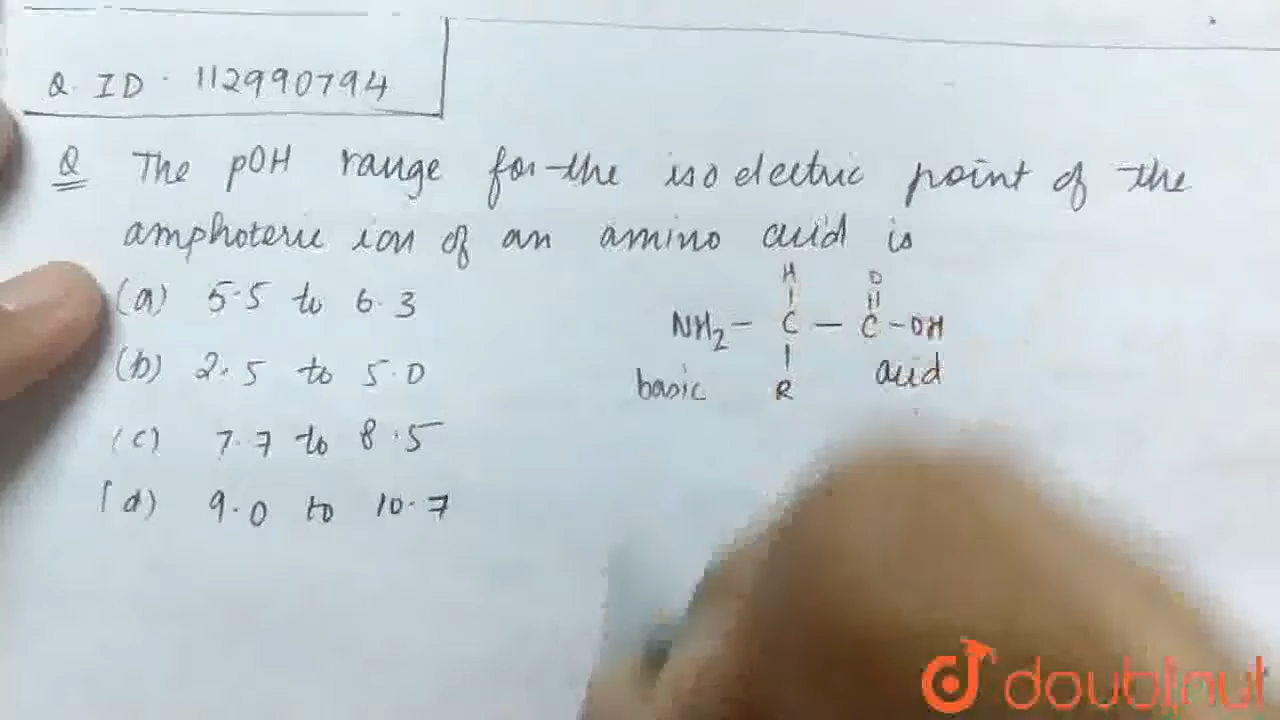 Q. ID · 112990794
Q The pOH range for the isoelectric point of the
amphoteric ion of an amino acid is
(a) 5.5 to 6.3
(b) 2.5 to 5.0
(c) 7.7 to 8.5
(d) 9.0 to 10.7
H O
NH2 - C - C - OH
basic R acid
doubtnut